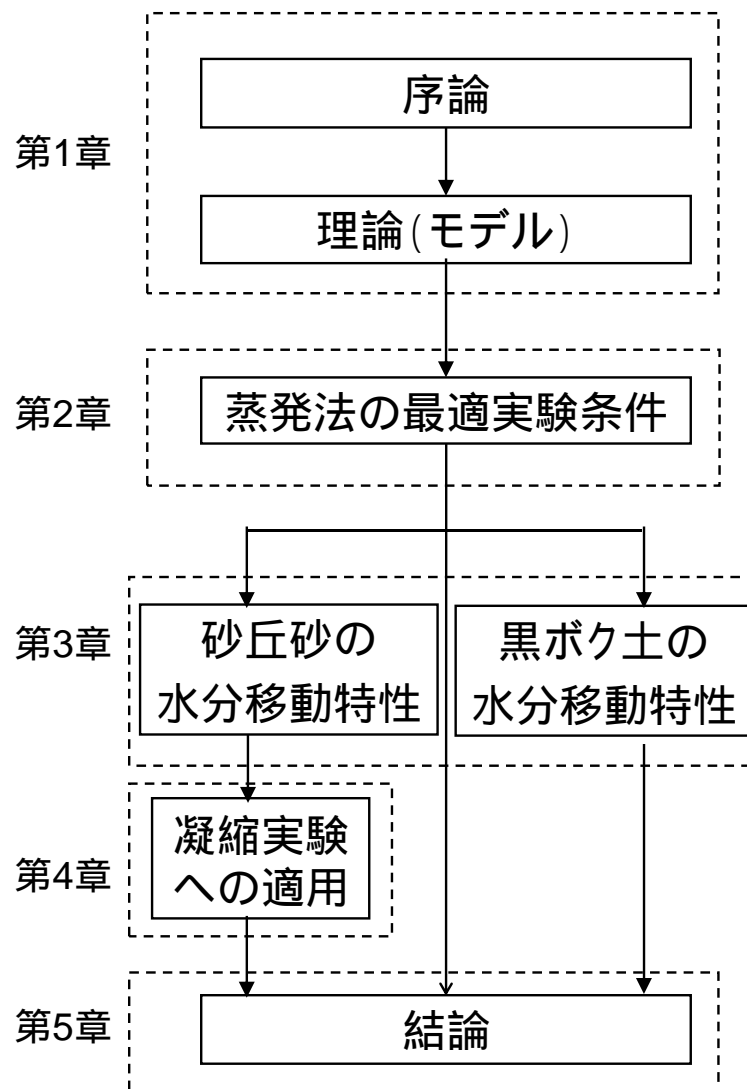 第1章
序論
理論(モデル)
第2章
蒸発法の最適実験条件
第3章
砂丘砂の
水分移動特性
黒ボク土の
水分移動特性
第4章
凝縮実験
への適用
第5章
結論